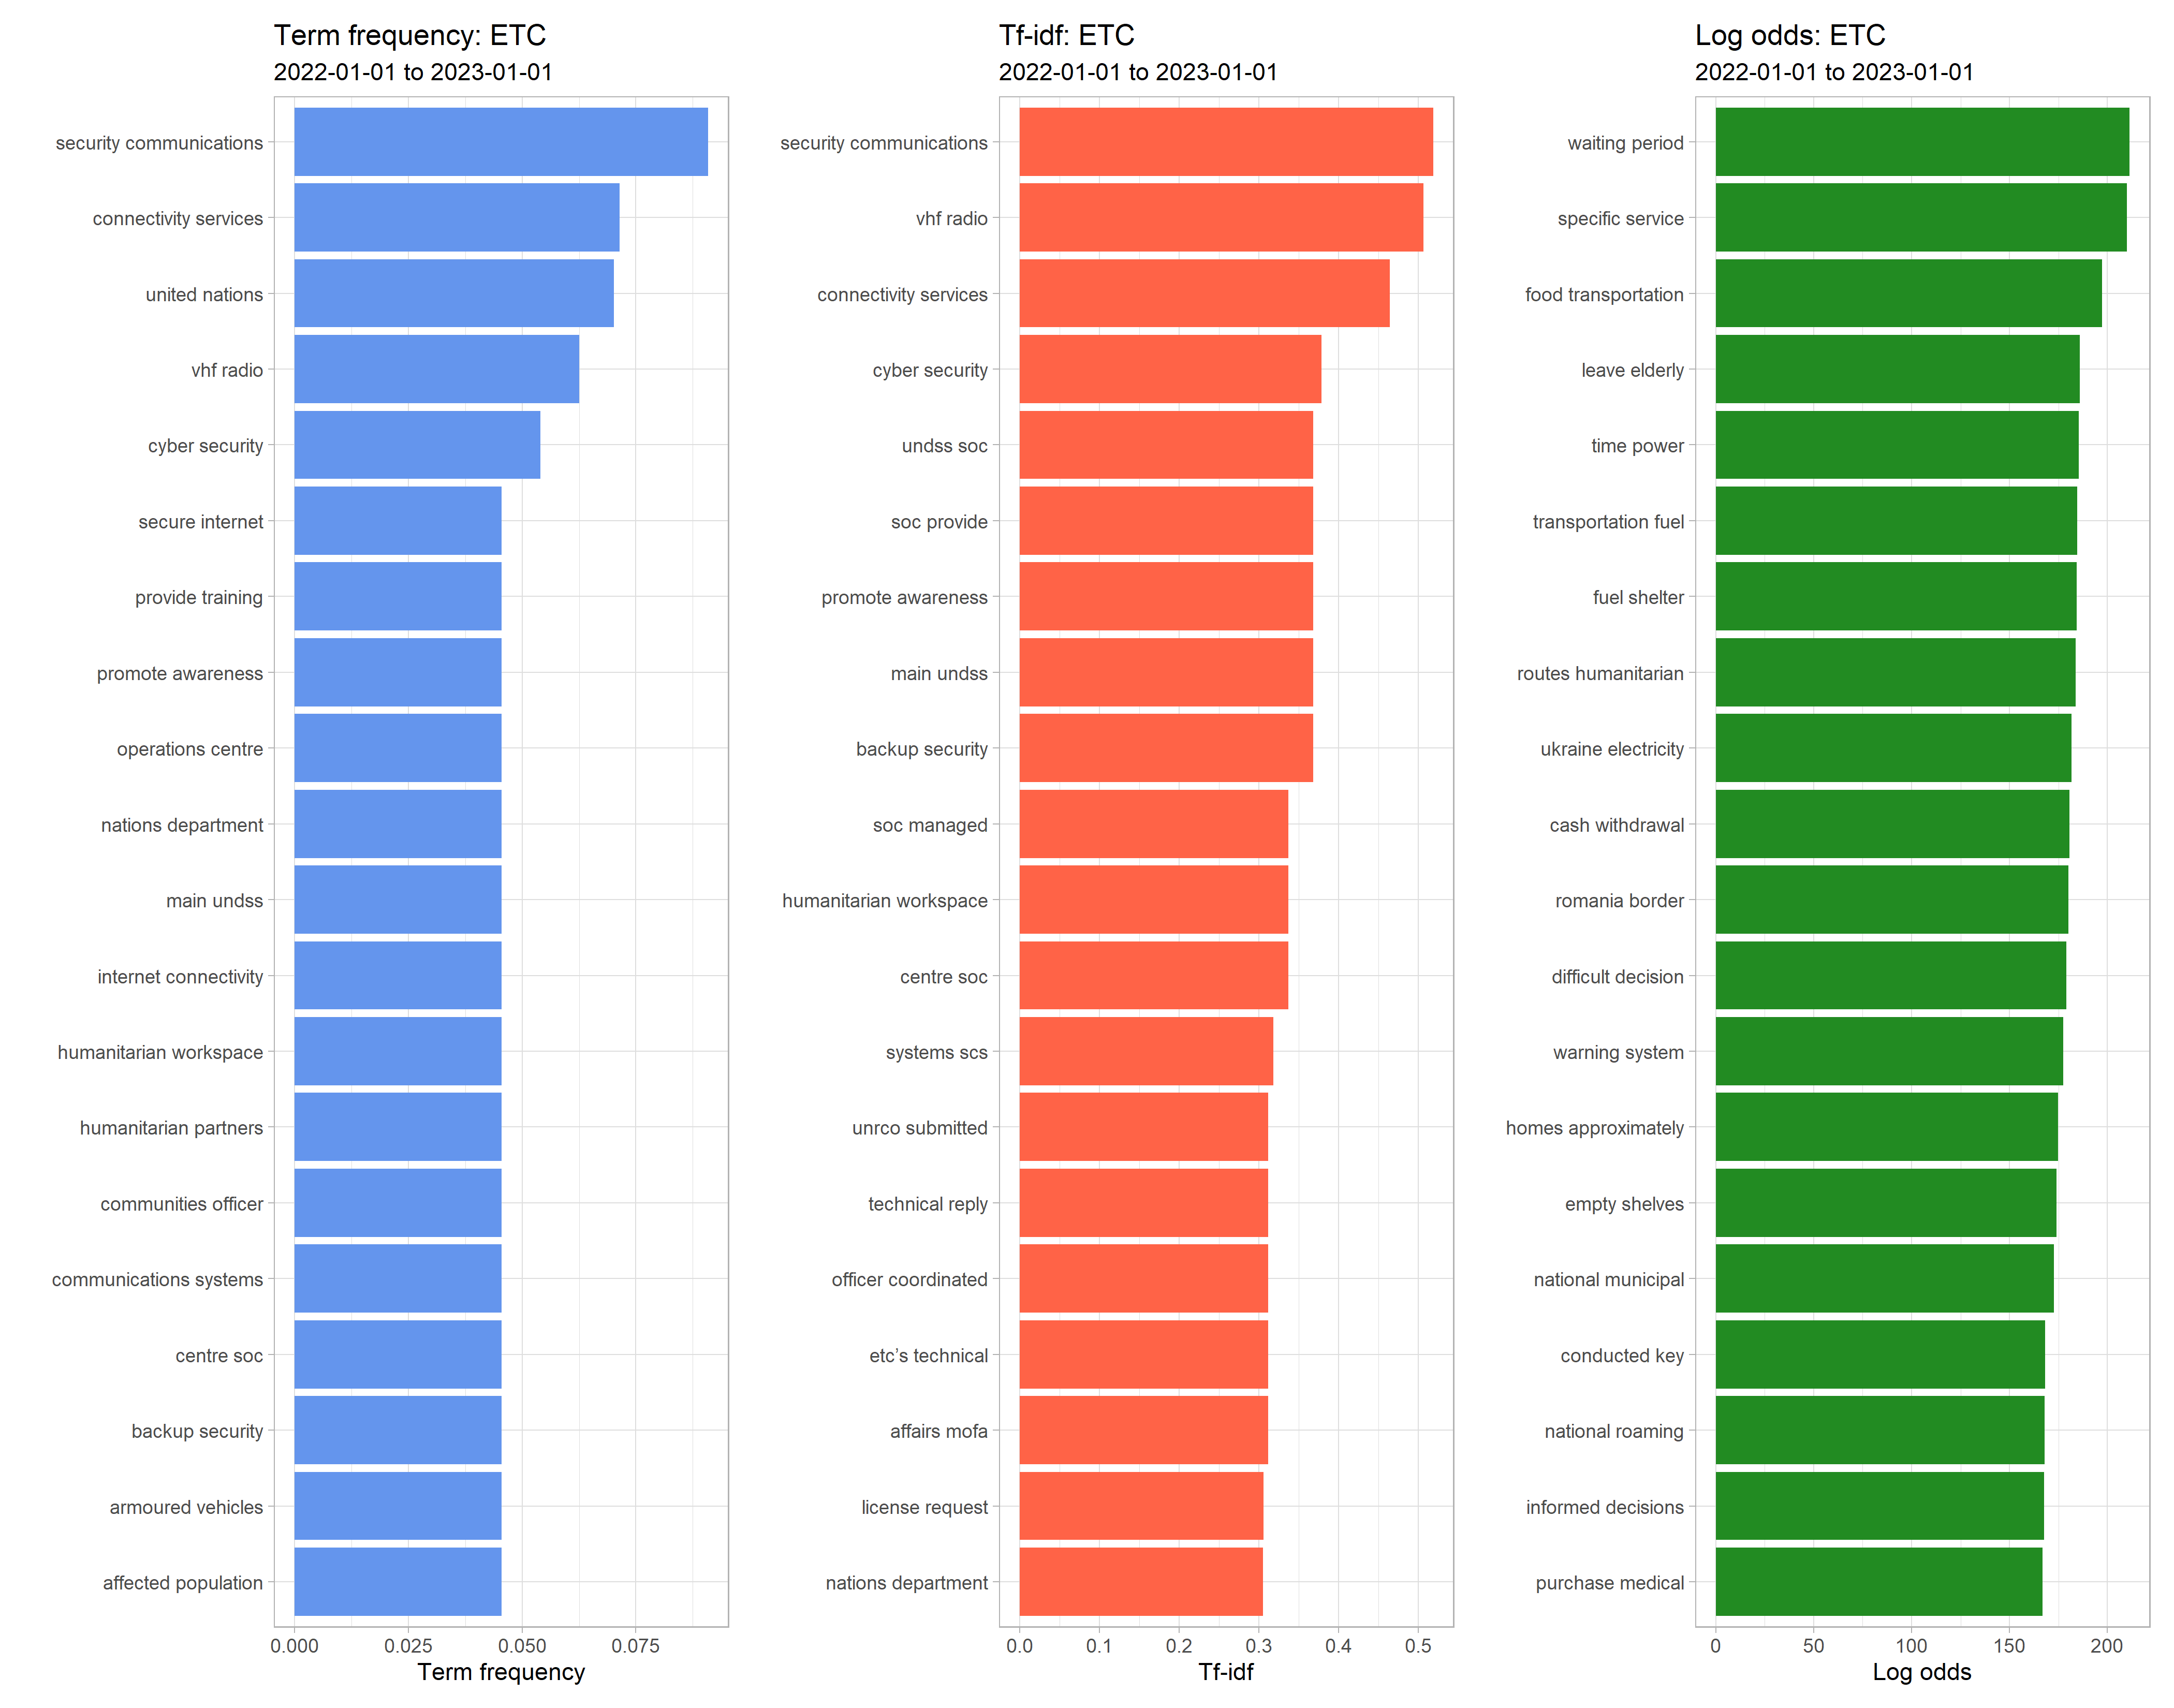 Term frequency: ETC
2022-01-01 to 2023-01-01
security communications
connectivity services
united nations
vhf radio
cyber security
secure internet
provide training
promote awareness
operations centre
nations department
main undss
internet connectivity
humanitarian workspace
humanitarian partners
communities officer
communications systems
centre soc
backup security
armoured vehicles
affected population
0.000 0.025 0.050 0.075
Term frequency
Tf-idf: ETC
2022-01-01 to 2023-01-01
security communications
vhf radio
connectivity services
cyber security
undss soc
soc provide
promote awareness
main undss
backup security
soc managed
humanitarian workspace
centre soc
systems scs
unrco submitted
technical reply
officer coordinated
etc’s technical
affairs mofa
license request
nations department
0.0 0.1 0.2 0.3 0.4 0.5
Tf-idf
Log odds: ETC
2022-01-01 to 2023-01-01
waiting period
specific service
food transportation
leave elderly
time power
transportation fuel
fuel shelter
routes humanitarian
ukraine electricity
cash withdrawal
romania border
difficult decision
warning system
homes approximately
empty shelves
national municipal
conducted key
national roaming
informed decisions
purchase medical
0 50 100 150 200
Log odds